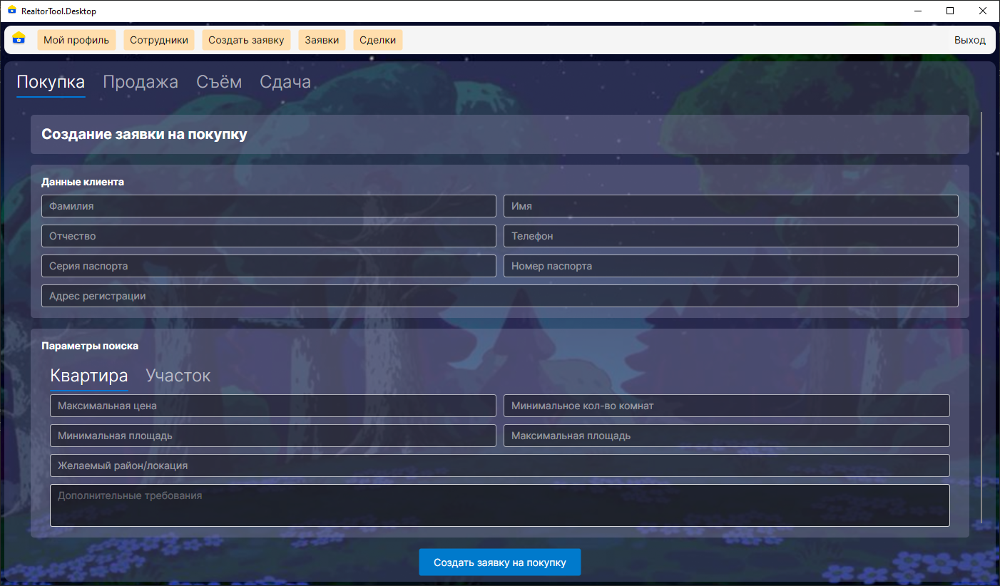 RealtorTool.Desktop
Мой профиль Сотрудники Создать заявку Заявки Сделки Выход
Покупка Продажа Съём Сдача
Создание заявки на покупку
Данные клиента
Фамилия Имя
Отчество Телефон
Серия паспорта Номер паспорта
Адрес регистрации
Параметры поиска
Квартира Участок
Максимальная цена Минимальное кол-во комнат
Минимальная площадь Максимальная площадь
Желаемый район/локация
Дополнительные требования
Создать заявку на покупку